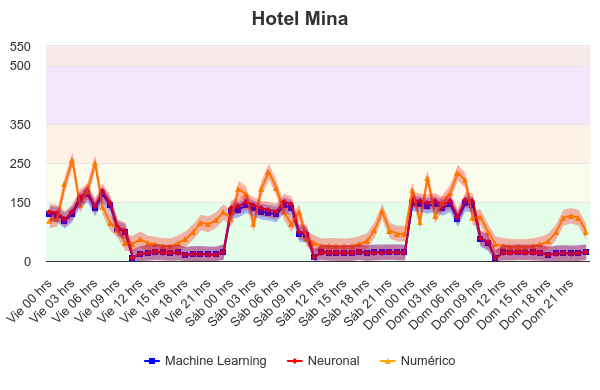 Hotel Mina
550
500
350
250
150
0
Vie 00 hrs
Vie 03 hrs
Vie 06 hrs
Vie 09 hrs
Vie 12 hrs
Vie 15 hrs
Vie 18 hrs
Vie 21 hrs
Sáb 00 hrs
Sáb 03 hrs
Sáb 06 hrs
Sáb 09 hrs
Sáb 12 hrs
Sáb 15 hrs
Sáb 18 hrs
Sáb 21 hrs
Dom 00 hrs
Dom 03 hrs
Dom 06 hrs
Dom 09 hrs
Dom 12 hrs
Dom 15 hrs
Dom 18 hrs
Dom 21 hrs
Machine Learning Neuronal Numérico